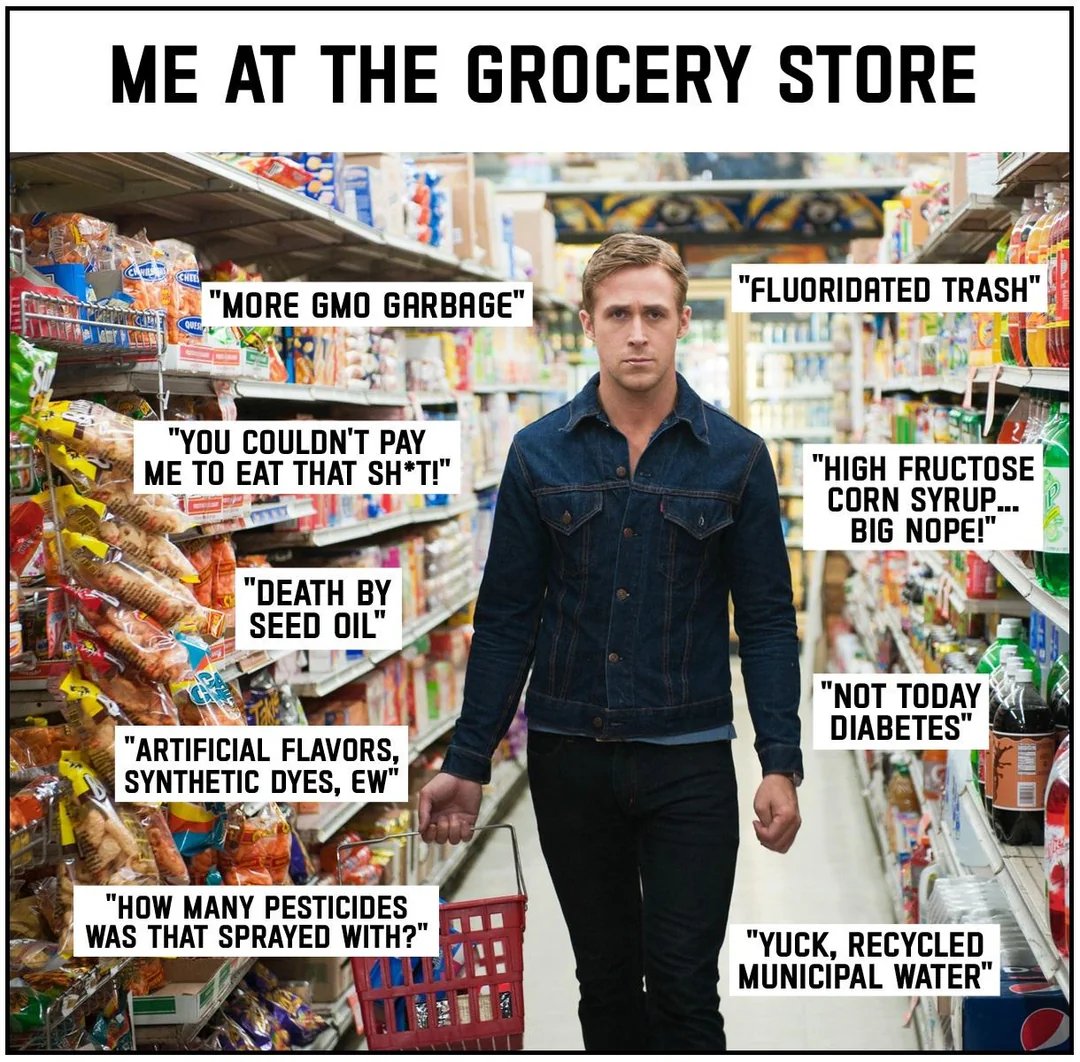 ME AT THE GROCERY STORE
"MORE GMO GARBAGE"
"FLUORIDATED TRASH"
"YOU COULDN'T PAY
ME TO EAT THAT SH*T!"
"HIGH FRUCTOSE
CORN SYRUP...
BIG NOPE!"
"DEATH BY
SEED OIL"
"NOT TODAY
DIABETES"
"ARTIFICIAL FLAVORS,
SYNTHETIC DYES, EW"
"HOW MANY PESTICIDES
WAS THAT SPRAYED WITH?"
"YUCK, RECYCLED
MUNICIPAL WATER"